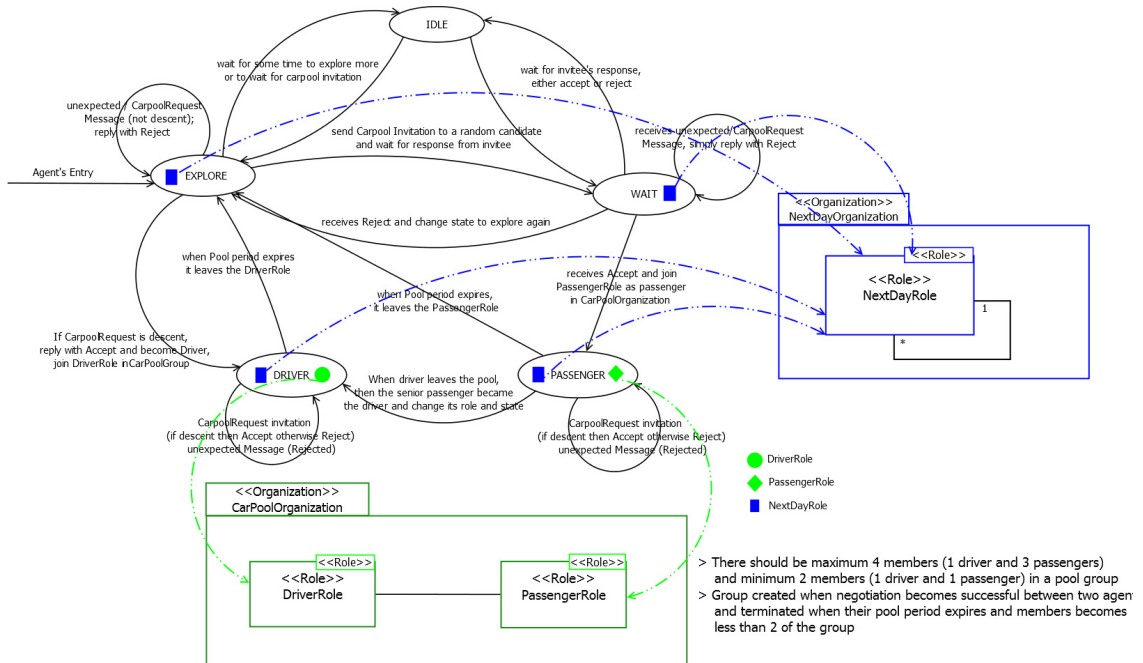 IDLE
wait for some time to explore more
or to wait for carpool invitation
wait for invitee's response,
either accept or reject
unexpected / CarpoolRequest
Message (not descent);
reply with Reject
send Carpool Invitation to a random candidate
and wait for response from invitee
receives unexpected/CarpoolRequest
Message, simply reply with Reject
Agent's Entry
EXPLORE
WAIT
<<Organization>>
NextDayOrganization
receives Reject and change state to explore again
<<Role>>
<<Role>>
NextDayRole
1
*
when Pool period expires
it leaves the DriverRole
receives Accept and join
PassengerRole as passenger
in CarPoolOrganization
when Pool period expires,
it leaves the PassengerRole
If CarpoolRequest is descent,
reply with Accept and become Driver,
join DriverRole inCarPoolGroup
DRIVER
PASSENGER
When driver leaves the pool,
then the senior passenger became
the driver and change its role and state
CarpoolRequest invitation
(if descent then Accept otherwise Reject)
unexpected Message (Rejected)
CarpoolRequest invitation
(if descent then Accept otherwise Reject)
unexpected Message (Rejected)
DriverRole
PassengerRole
NextDayRole
<<Organization>>
CarPoolOrganization
<<Role>>
<<Role>>
DriverRole
<<Role>>
<<Role>>
PassengerRole
> There should be maximum 4 members (1 driver and 3 passengers)
and minimum 2 members (1 driver and 1 passenger) in a pool group
> Group created when negotiation becomes successful between two agen
and terminated when their pool period expires and members becomes
less than 2 of the group